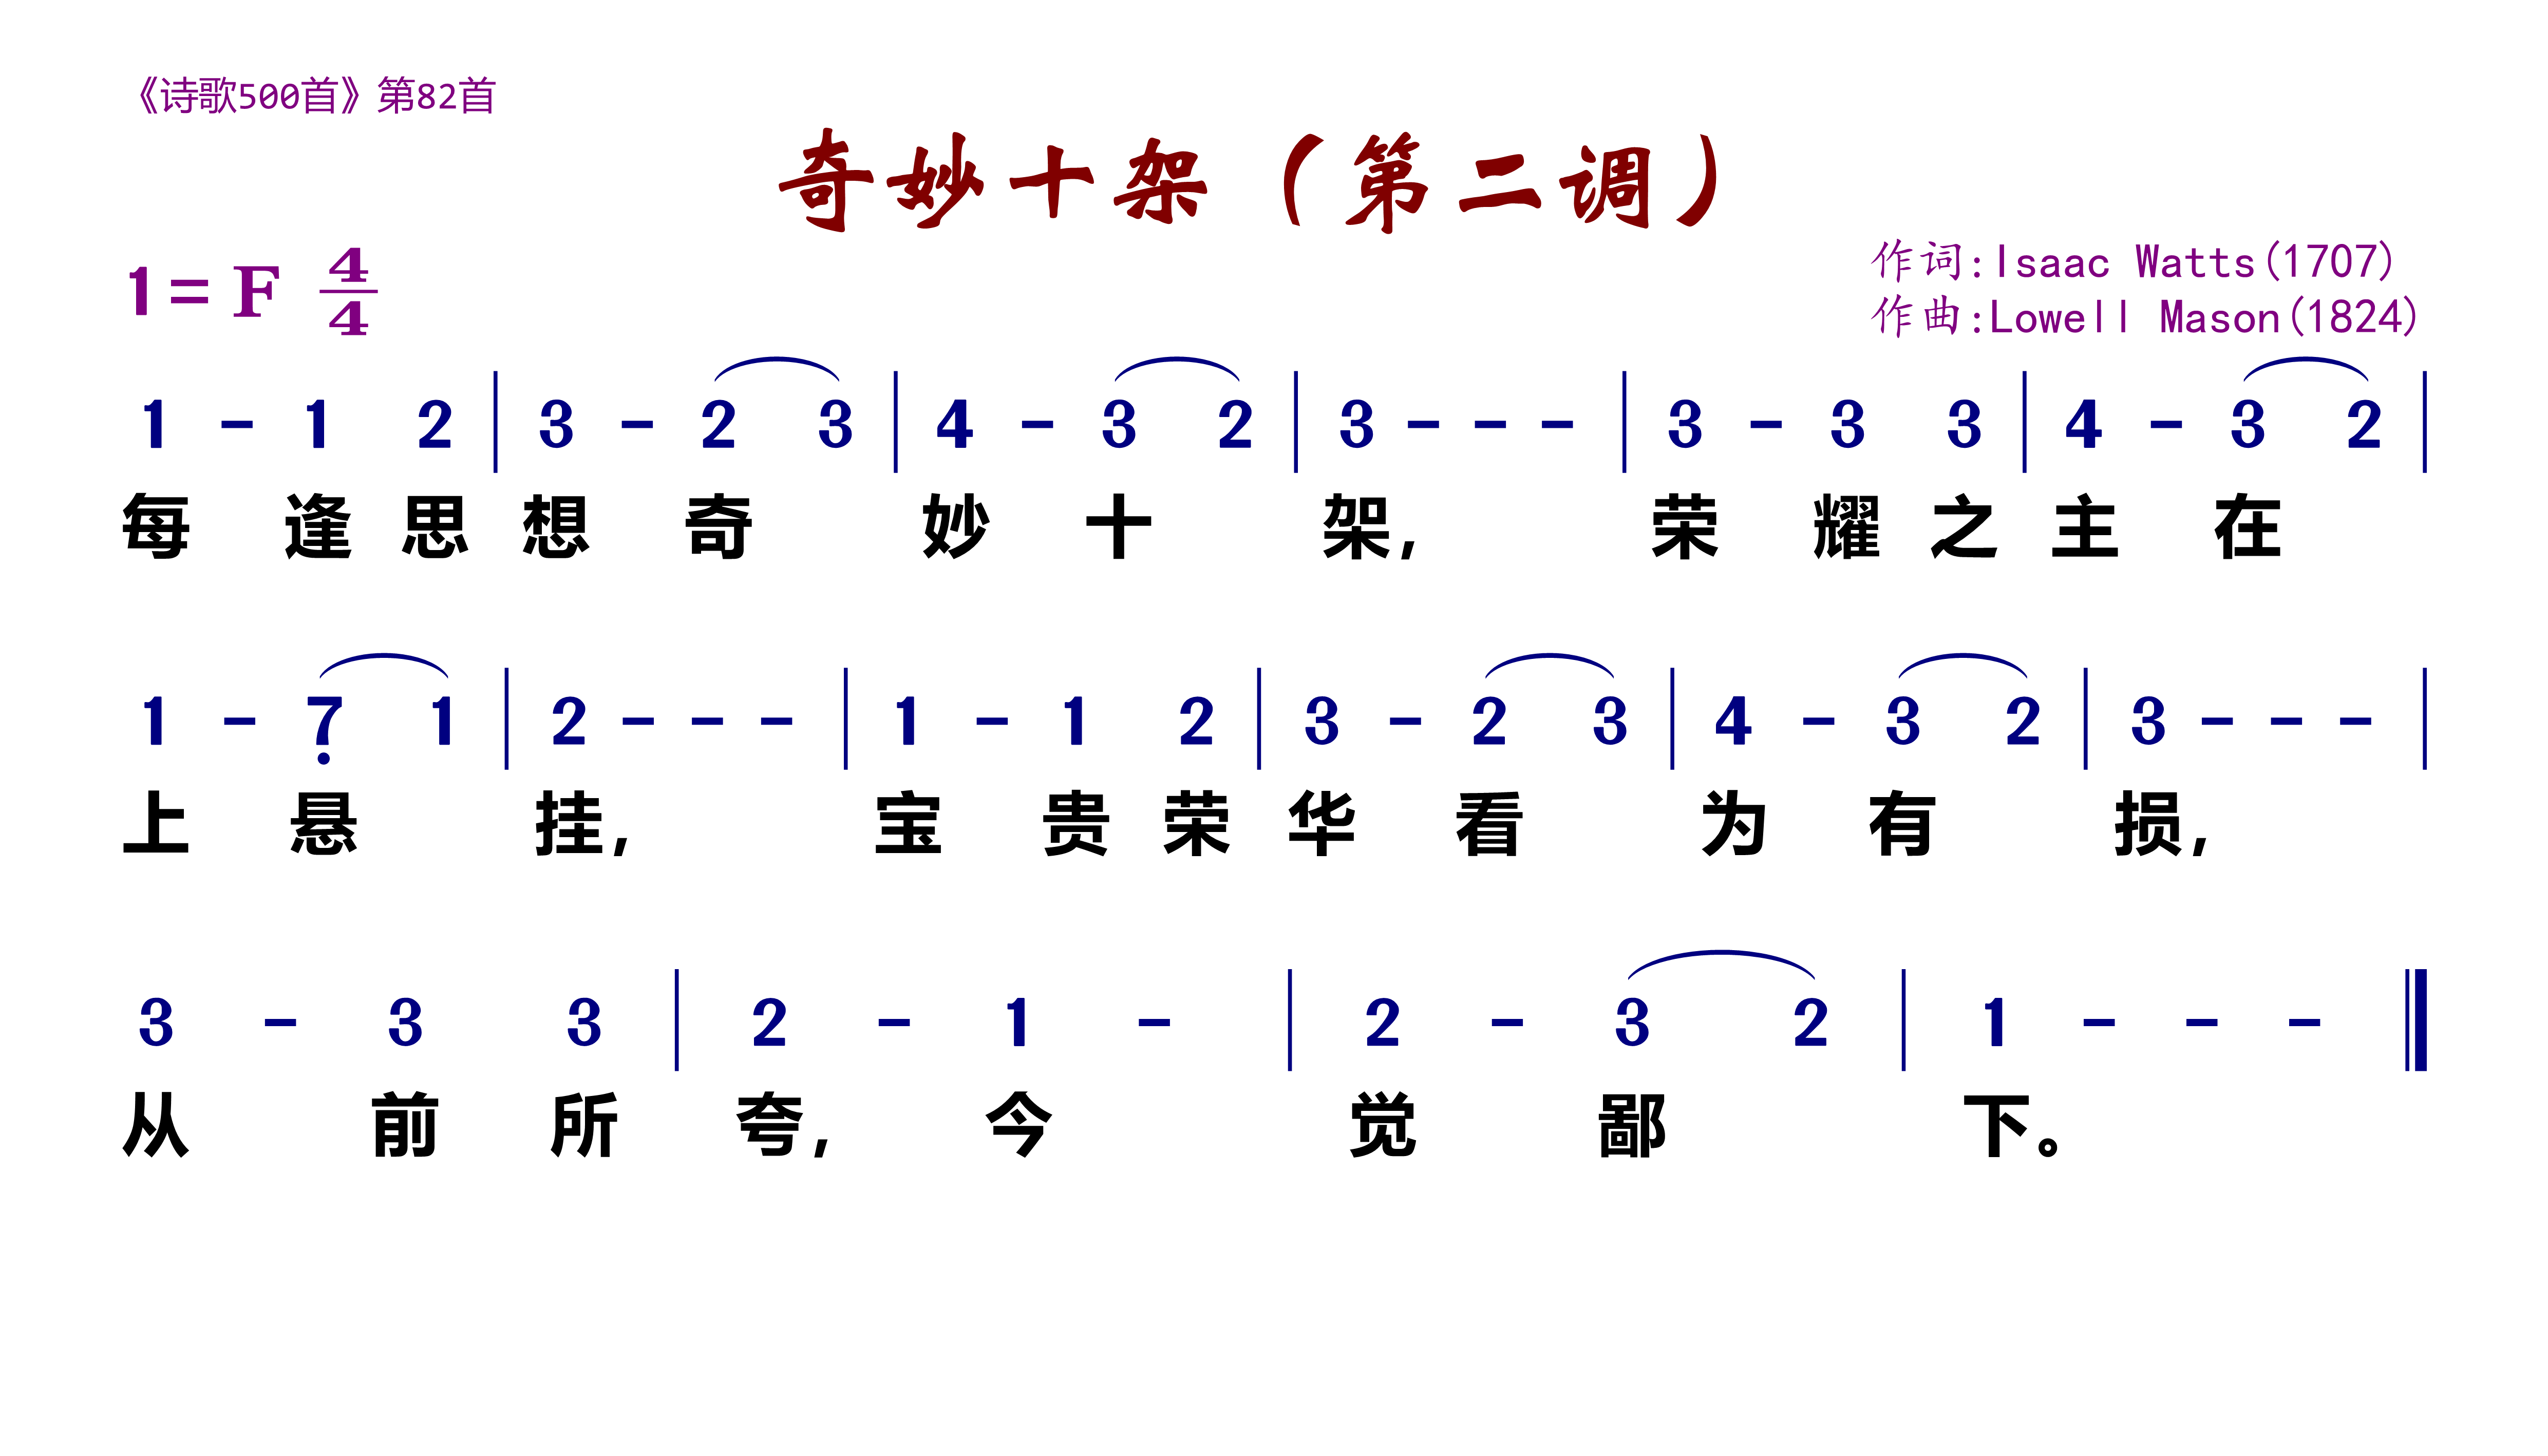 《诗歌500首》第82首
奇妙十架（第二调）
1= F 4/4
作词:Isaac Watts(1707)
作曲:Lowell Mason(1824)
1 - 1 2 | 3 - 2 3 | 4 - 3 2 | 3 - - - | 3 - 3 3 | 4 - 3 2 |
每 逢 思 想 奇 妙 十 架, 荣 耀 之 主 在
1 - 7̣ 1 | 2 - - - | 1 - 1 2 | 3 - 2 3 | 4 - 3 2 | 3 - - - |
上 悬 挂, 宝 贵 荣 华 看 为 有 损,
3 - 3 3 | 2 - 1 - | 2 - 3 2 | 1 - - - ‖
从 前 所 夸, 今 觉 鄙 下。